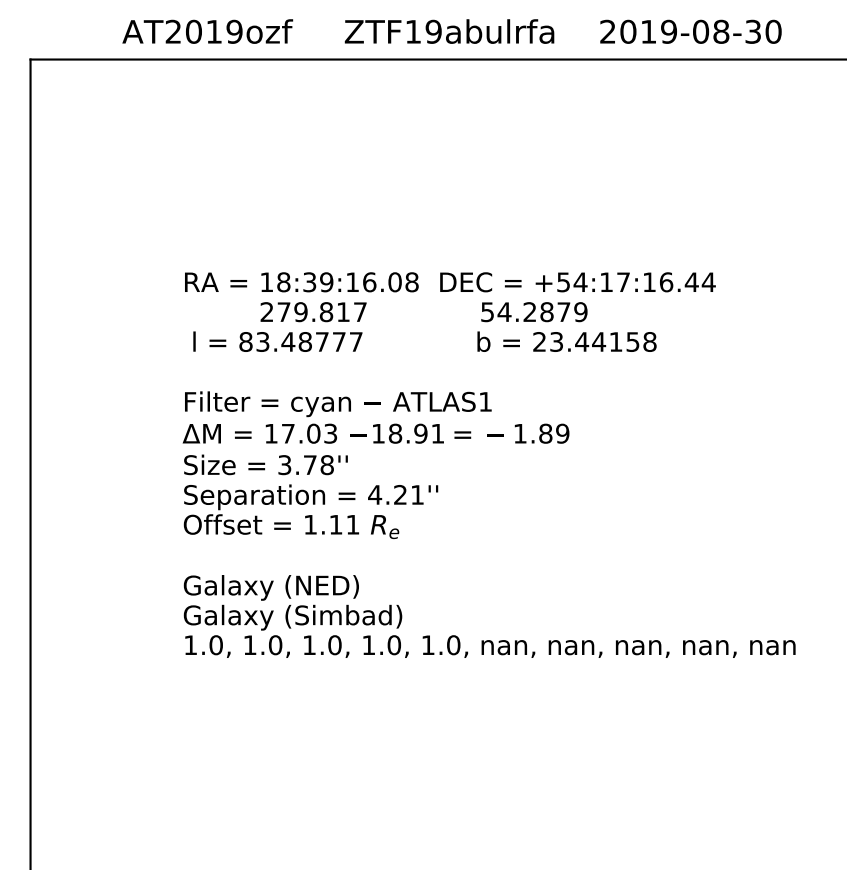 AT2019ozf ZTF19abulrfa 2019-08-30
RA = 18:39:16.08 DEC = +54:17:16.44
279.817 54.2879
l = 83.48777 b = 23.44158
Filter = cyan − ATLAS1
ΔM = 17.03 −18.91 = − 1.89
Size = 3.78''
Separation = 4.21''
Offset = 1.11 Re
Galaxy (NED)
Galaxy (Simbad)
1.0, 1.0, 1.0, 1.0, 1.0, nan, nan, nan, nan, nan